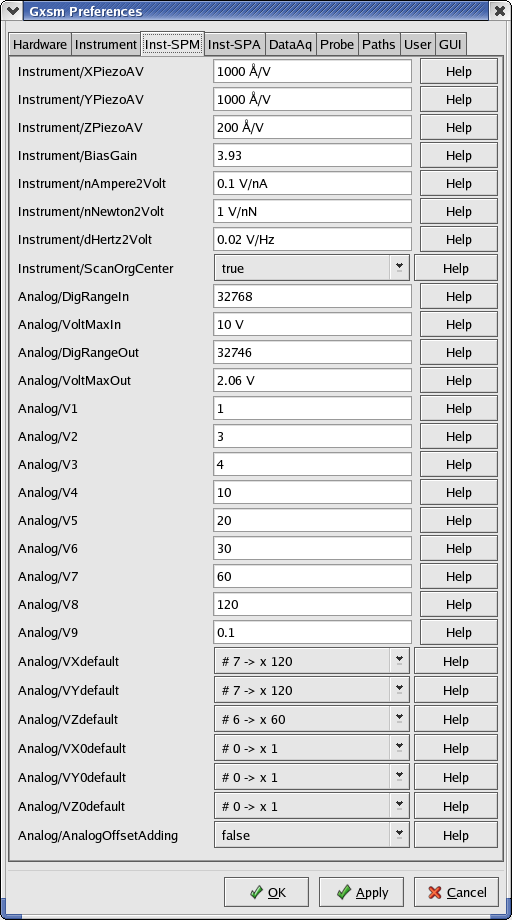 Gxsm Preferences
Hardware Instrument Inst-SPM Inst-SPA DataAq Probe Paths User GUI
Instrument/XPiezoAV 1000 Å/V Help
Instrument/YPiezoAV 1000 Å/V Help
Instrument/ZPiezoAV 200 Å/V Help
Instrument/BiasGain 3.93 Help
Instrument/nAmpere2Volt 0.1 V/nA Help
Instrument/nNewton2Volt 1 V/nN Help
Instrument/dHertz2Volt 0.02 V/Hz Help
Instrument/ScanOrgCenter true Help
Analog/DigRangeIn 32768 Help
Analog/VoltMaxIn 10 V Help
Analog/DigRangeOut 32746 Help
Analog/VoltMaxOut 2.06 V Help
Analog/V1 1 Help
Analog/V2 3 Help
Analog/V3 4 Help
Analog/V4 10 Help
Analog/V5 20 Help
Analog/V6 30 Help
Analog/V7 60 Help
Analog/V8 120 Help
Analog/V9 0.1 Help
Analog/VXdefault # 7 -> x 120 Help
Analog/VYdefault # 7 -> x 120 Help
Analog/VZdefault # 6 -> x 60 Help
Analog/VX0default # 0 -> x 1 Help
Analog/VY0default # 0 -> x 1 Help
Analog/VZ0default # 0 -> x 1 Help
Analog/AnalogOffsetAdding false Help
OK Apply Cancel